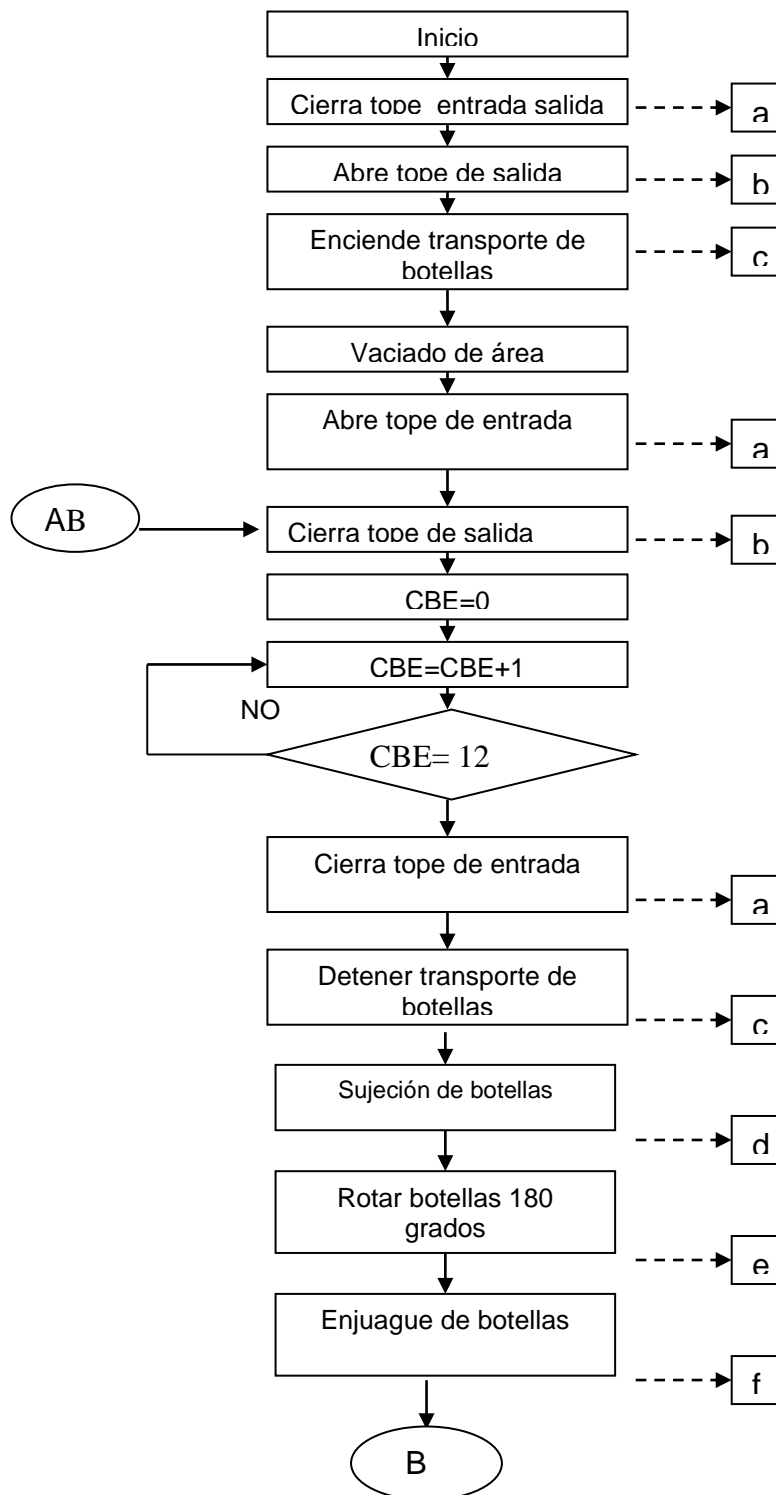 Inicio
Cierra tope entrada salida
a
Abre tope de salida
b
Enciende transporte de
botellas
c
Vaciado de área
Abre tope de entrada
a
AB
Cierra tope de salida
b
CBE=0
CBE=CBE+1
NO
CBE= 12
Cierra tope de entrada
a
Detener transporte de
botellas
c
Sujeción de botellas
d
Rotar botellas 180
grados
e
Enjuague de botellas
f
B